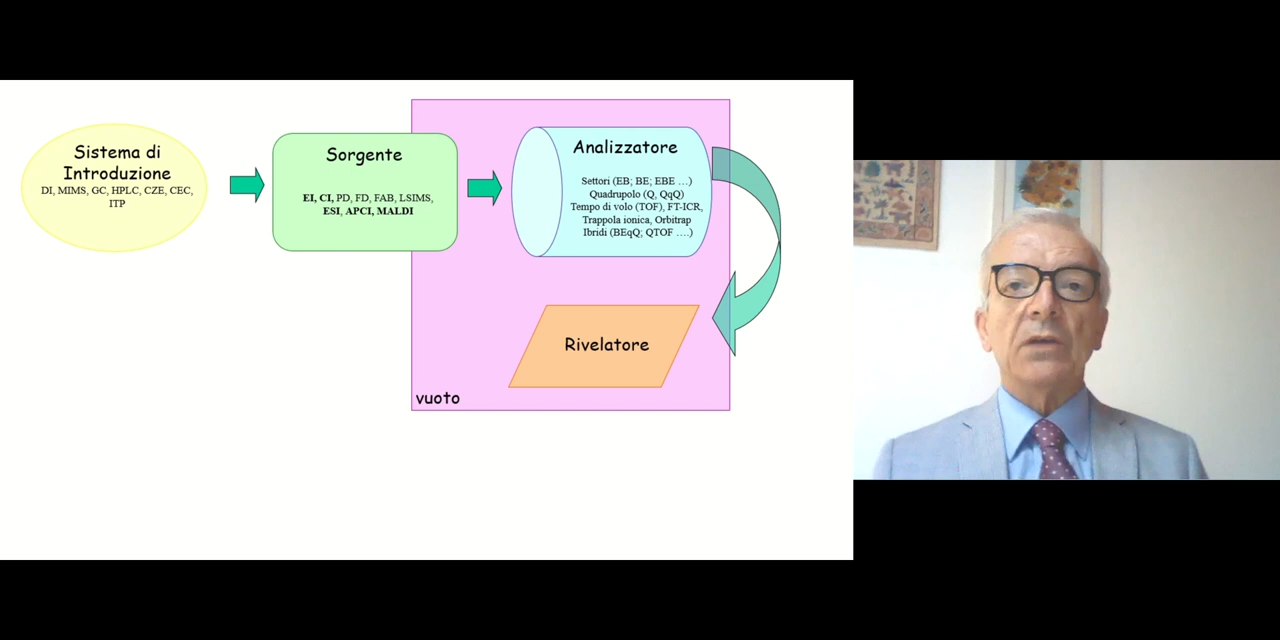 Sistema di
Introduzione
DI, MIMS, GC, HPLC, CZE, CEC,
ITP
Sorgente
EI, CI, PD, FD, FAB, LSIMS,
ESI, APCI, MALDI
Analizzatore
Settori (EB; BE; EBE ...)
Quadrupolo (Q, QqQ)
Tempo di volo (TOF), FT-ICR,
Trappola ionica, Orbitrap
Ibridi (BEqQ; QTOF ....)
Rivelatore
vuoto